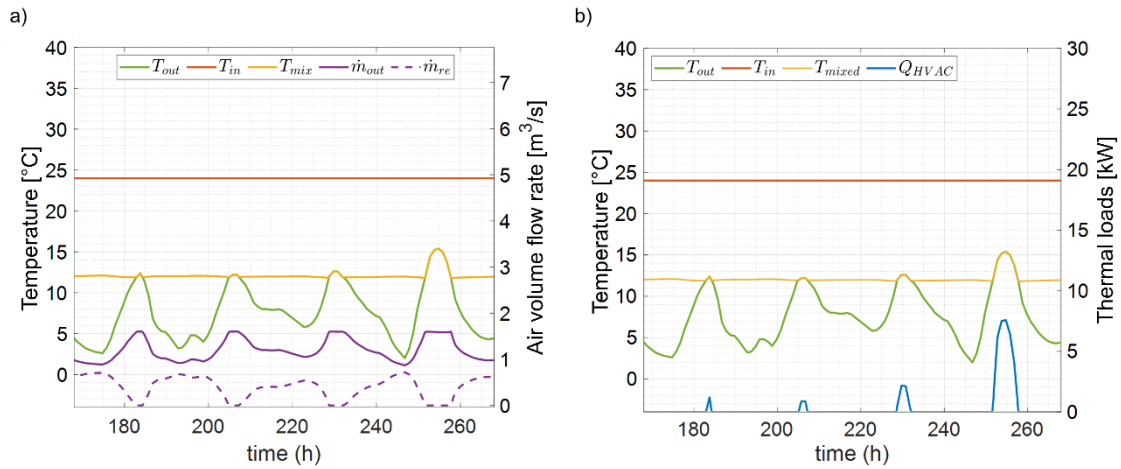 a)
T_out T_in T_mix ṁ_out ṁ_re
40
35
30
25
20
15
10
5
0
Temperature [°C]
7
6
5
4
3
2
1
0
Air volume flow rate [m^3/s]
180 200 220 240 260
time (h)
b)
T_out T_in T_mixed Q_HVAC
40
35
30
25
20
15
10
5
0
Temperature [°C]
30
25
20
15
10
5
0
Thermal loads [kW]
180 200 220 240 260
time (h)